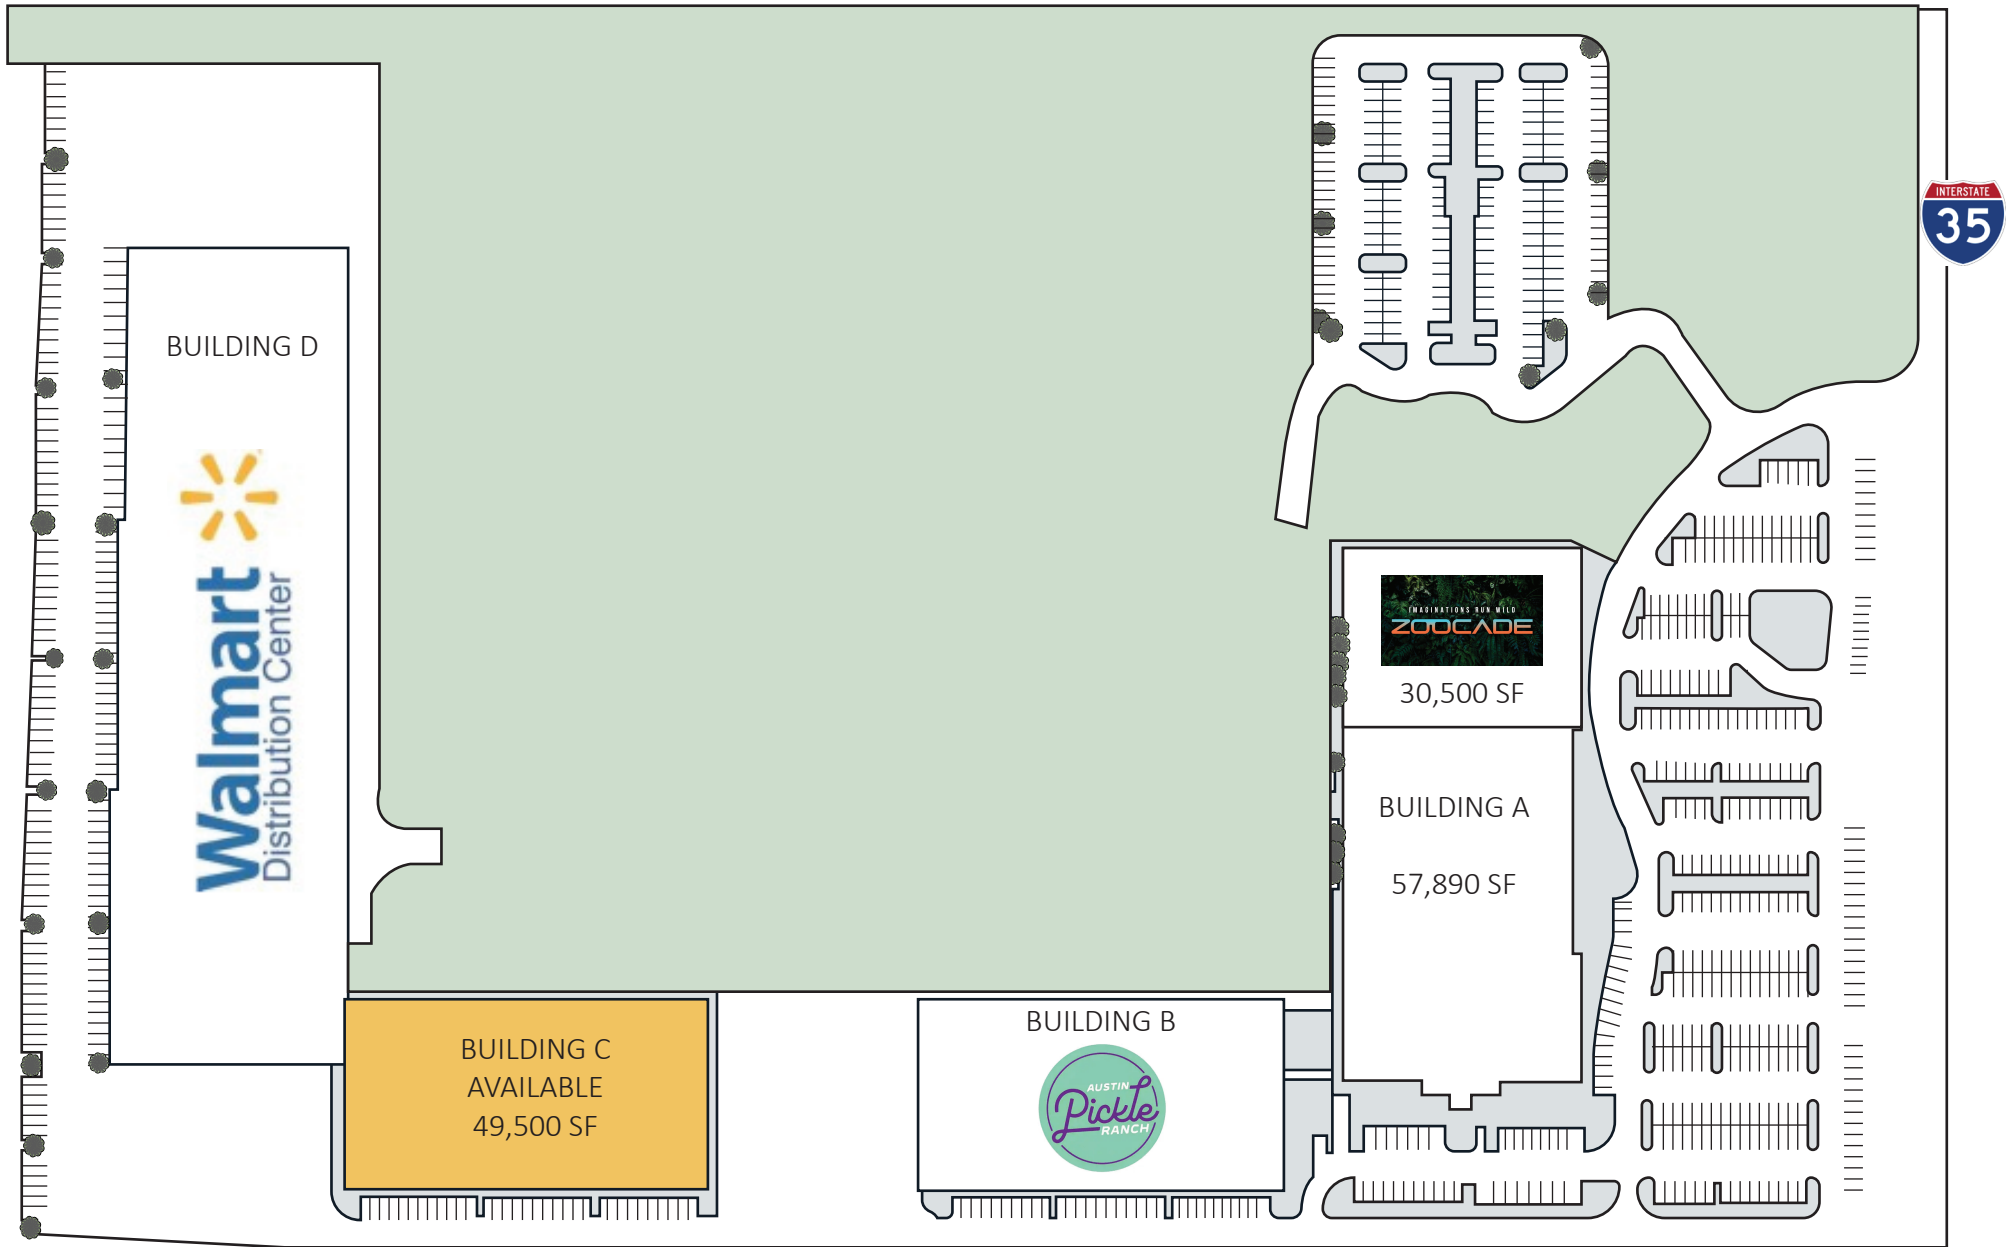 INTERSTATE
35
BUILDING D
Walmart
Distribution Center
IMAGINATIONS RUN WILD
ZOOCADE
30,500 SF
BUILDING A
57,890 SF
BUILDING C
AVAILABLE
49,500 SF
BUILDING B
AUSTIN
Pickle
RANCH